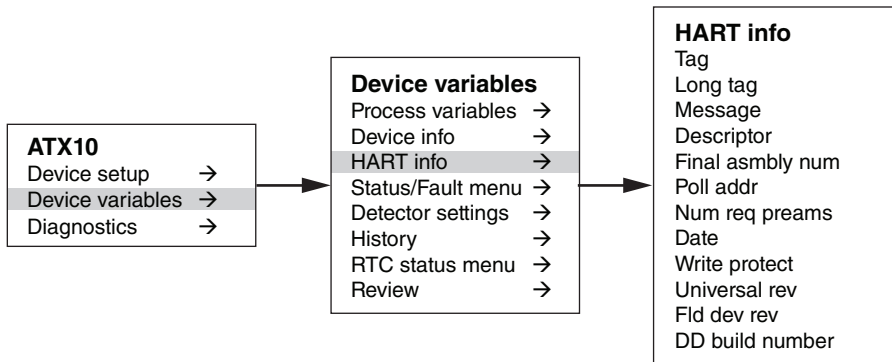 ATX10
Device setup →
Device variables →
Diagnostics →
Device variables
Process variables →
Device info →
HART info →
Status/Fault menu →
Detector settings →
History →
RTC status menu →
Review →
HART info
Tag
Long tag
Message
Descriptor
Final asmbly num
Poll addr
Num req preams
Date
Write protect
Universal rev
Fld dev rev
DD build number